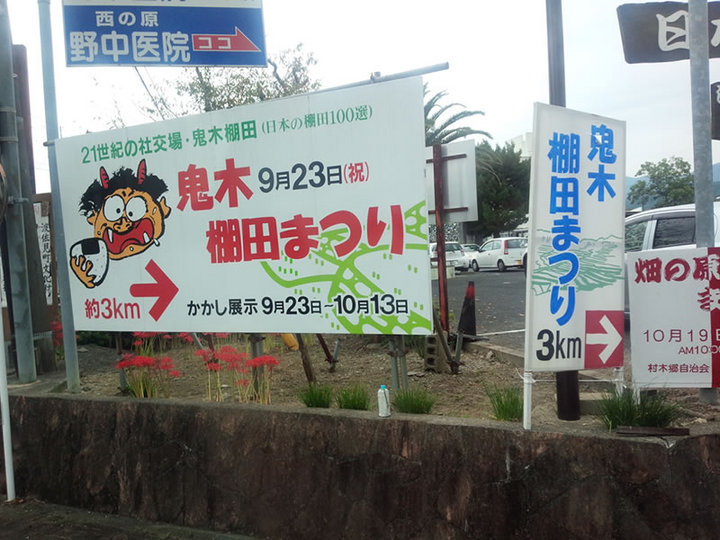 西の原
野中医院 ココ
21世紀の社交場・鬼木棚田(日本の棚田100選)
鬼木 9月23日(祝)
棚田まつり
約3km
かかし展示 9月23日~10月13日
鬼木
棚田まつり
3km
畑の原
10月19
AM10
村木郷自治会